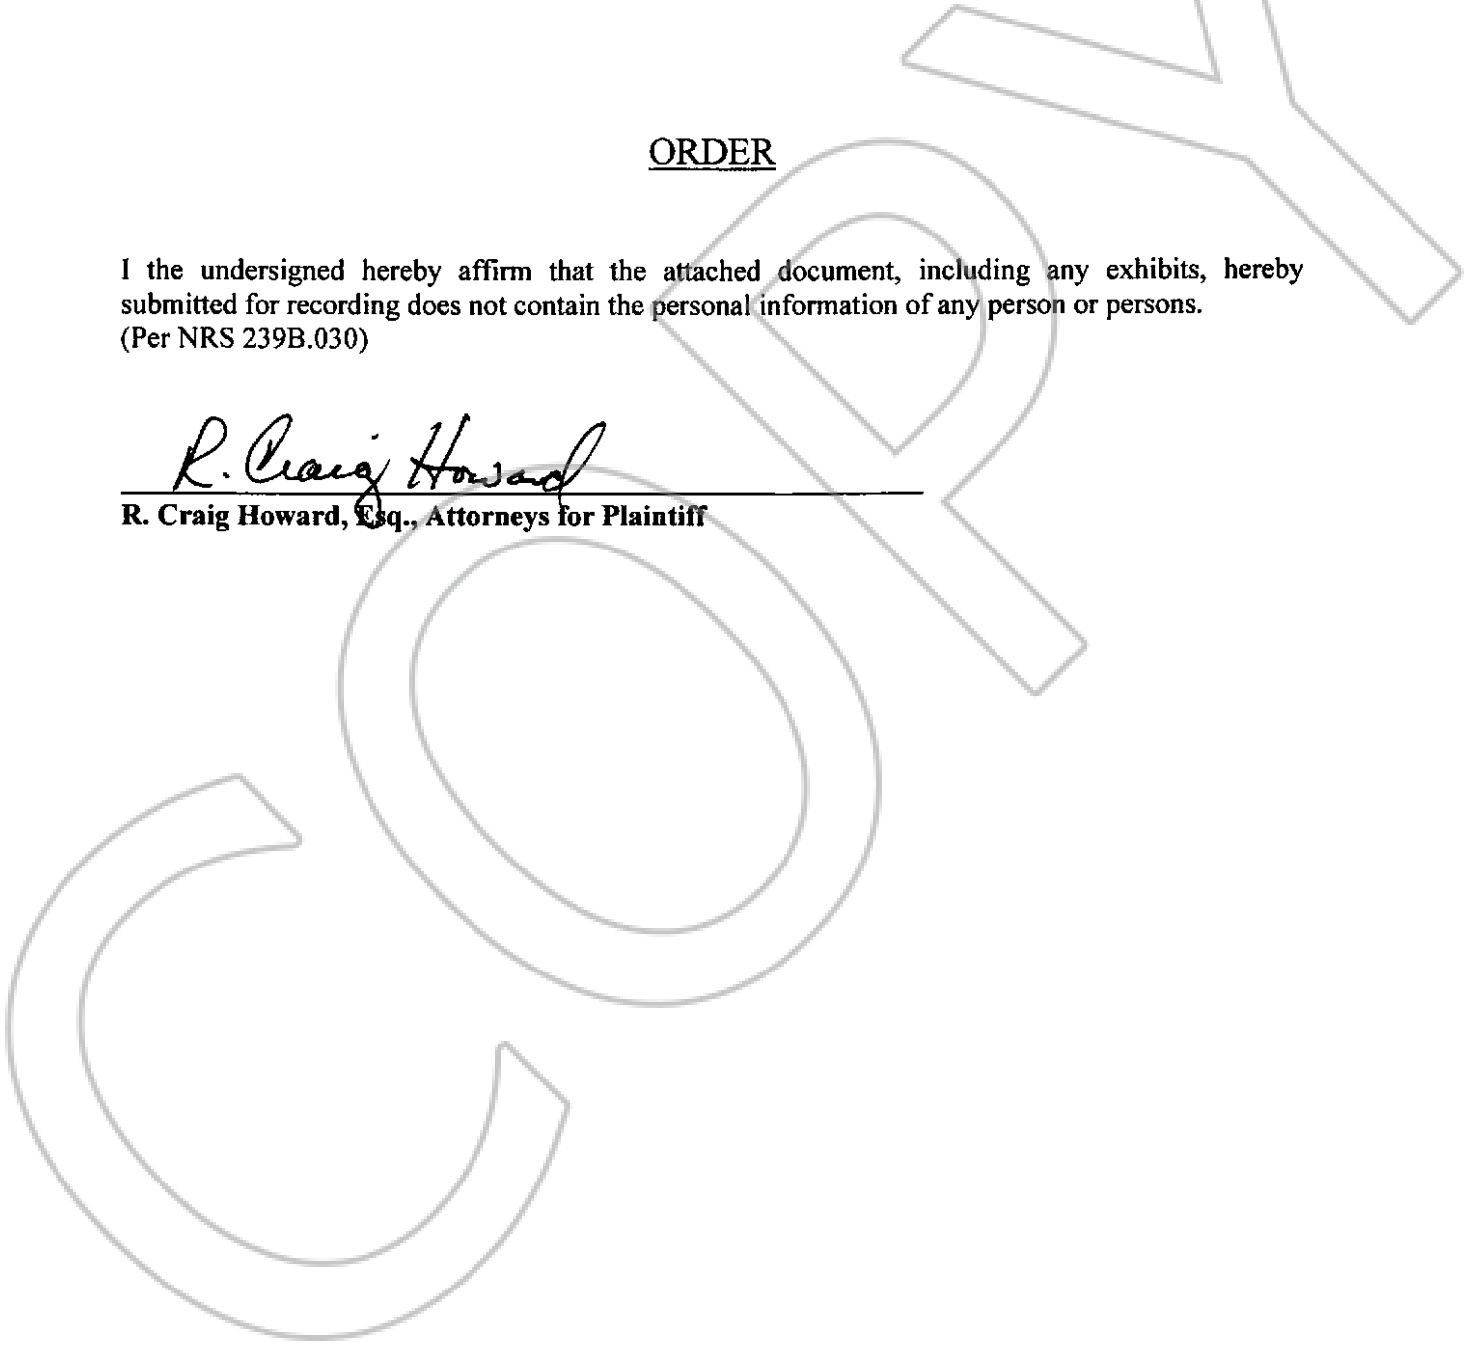 ORDER
I the undersigned hereby affirm that the attached document, including any exhibits, hereby
submitted for recording does not contain the personal information of any person or persons.
(Per NRS 239B.030)
R. Craig Howard
R. Craig Howard, Esq., Attorneys for Plaintiff
COPY